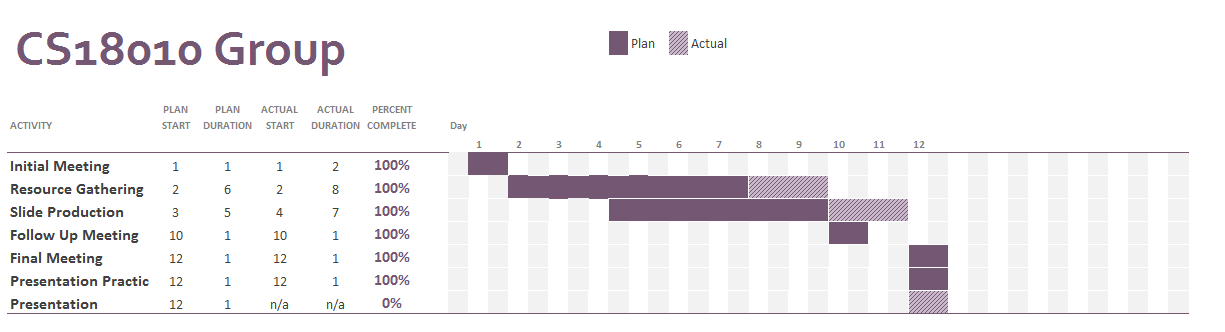 CS18010 Group
Plan Actual
PLAN PLAN ACTUAL ACTUAL PERCENT
ACTIVITY START DURATION START DURATION COMPLETE Day
1 2 3 4 5 6 7 8 9 10 11 12
Initial Meeting 1 1 1 2 100%
Resource Gathering 2 6 2 8 100%
Slide Production 3 5 4 7 100%
Follow Up Meeting 10 1 10 1 100%
Final Meeting 12 1 12 1 100%
Presentation Practic 12 1 12 1 100%
Presentation 12 1 n/a n/a 0%